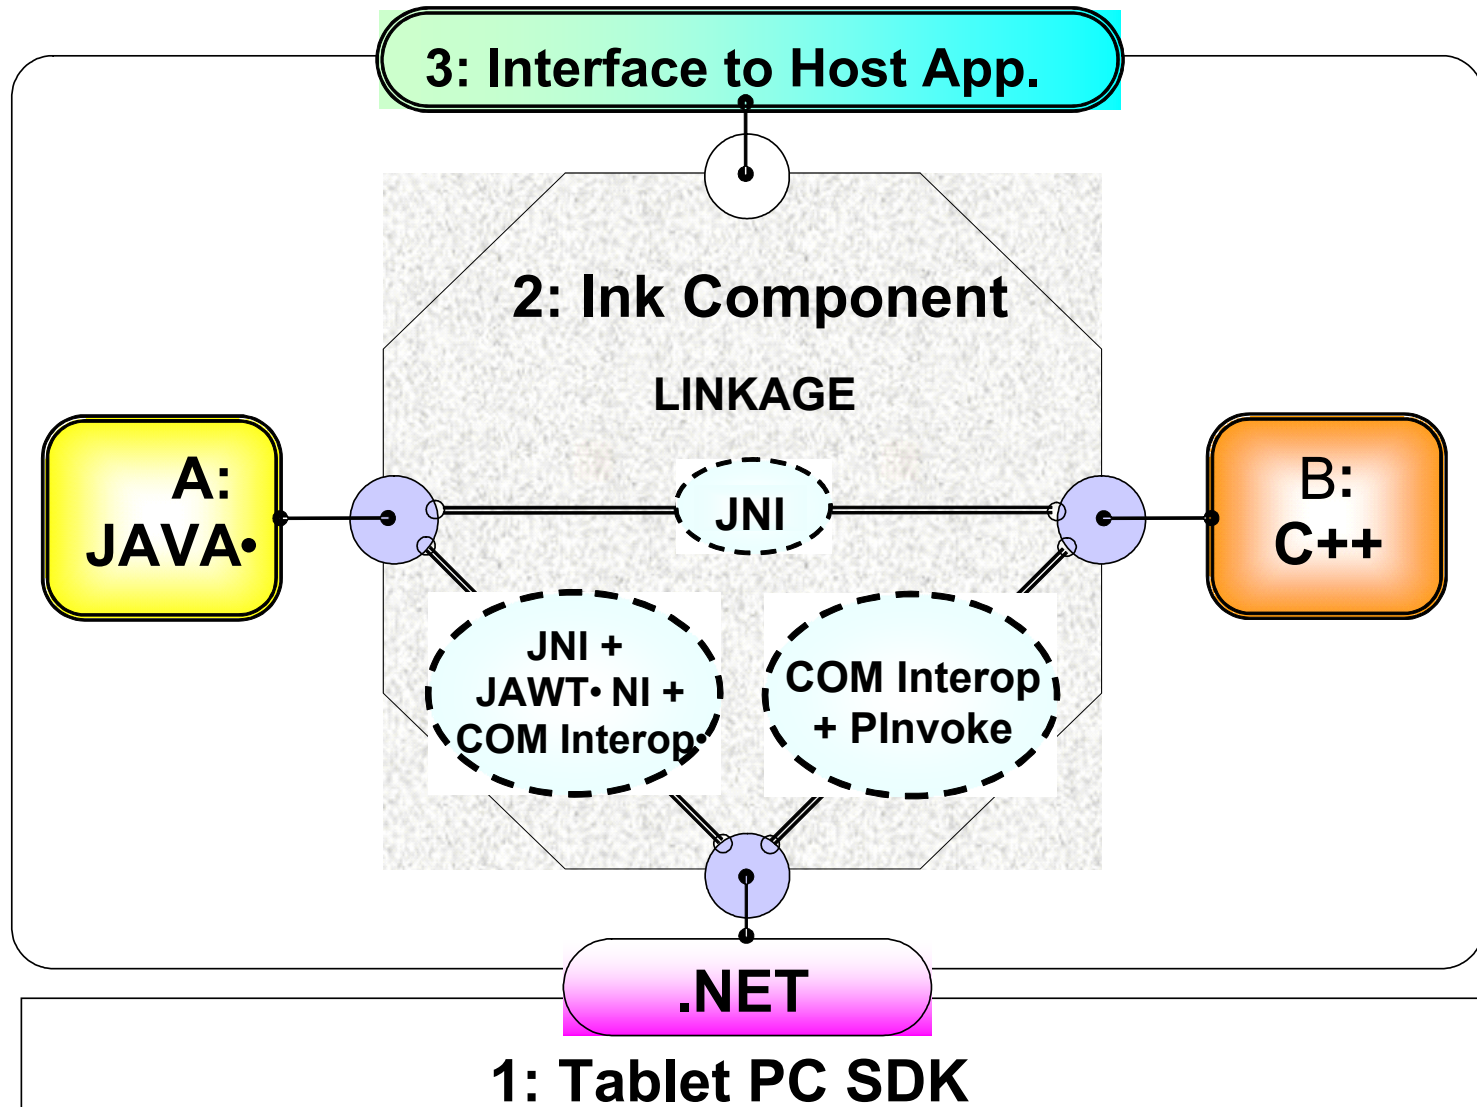 3: Interface to Host App.
2: Ink Component
LINKAGE
A:
JAVA•
JNI
B:
C++
JNI +
JAWT• NI +
COM Interop•
COM Interop
+ PInvoke
.NET
1: Tablet PC SDK